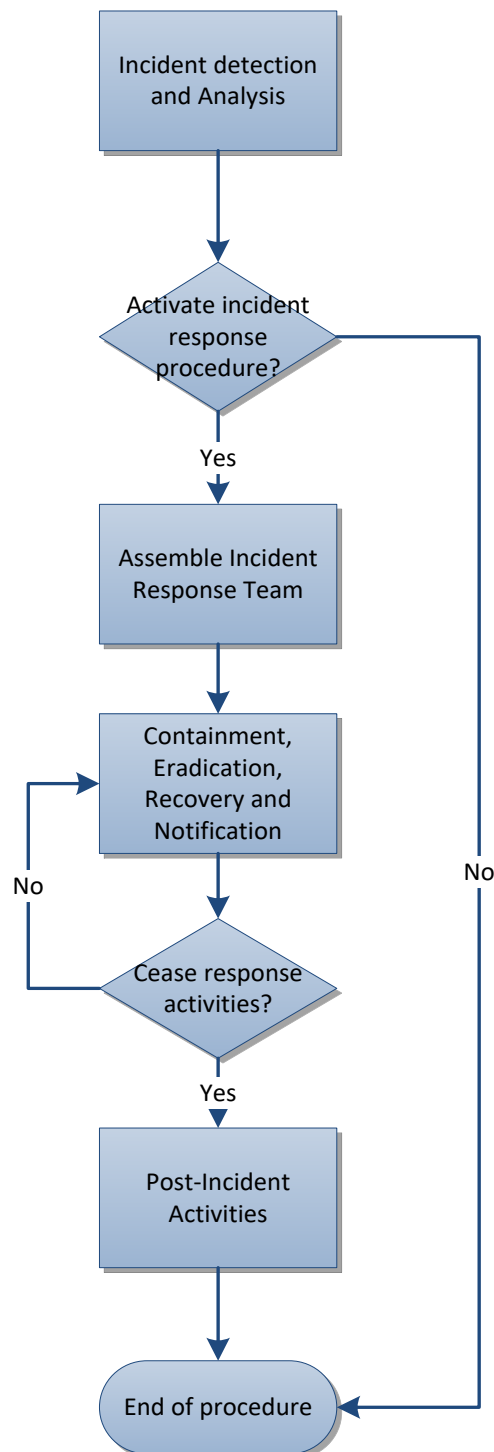 Incident detection
and Analysis
Activate incident
response
procedure?
Yes
Assemble Incident
Response Team
Containment,
Eradication,
Recovery and
Notification
No
No
Cease response
activities?
Yes
Post-Incident
Activities
End of procedure